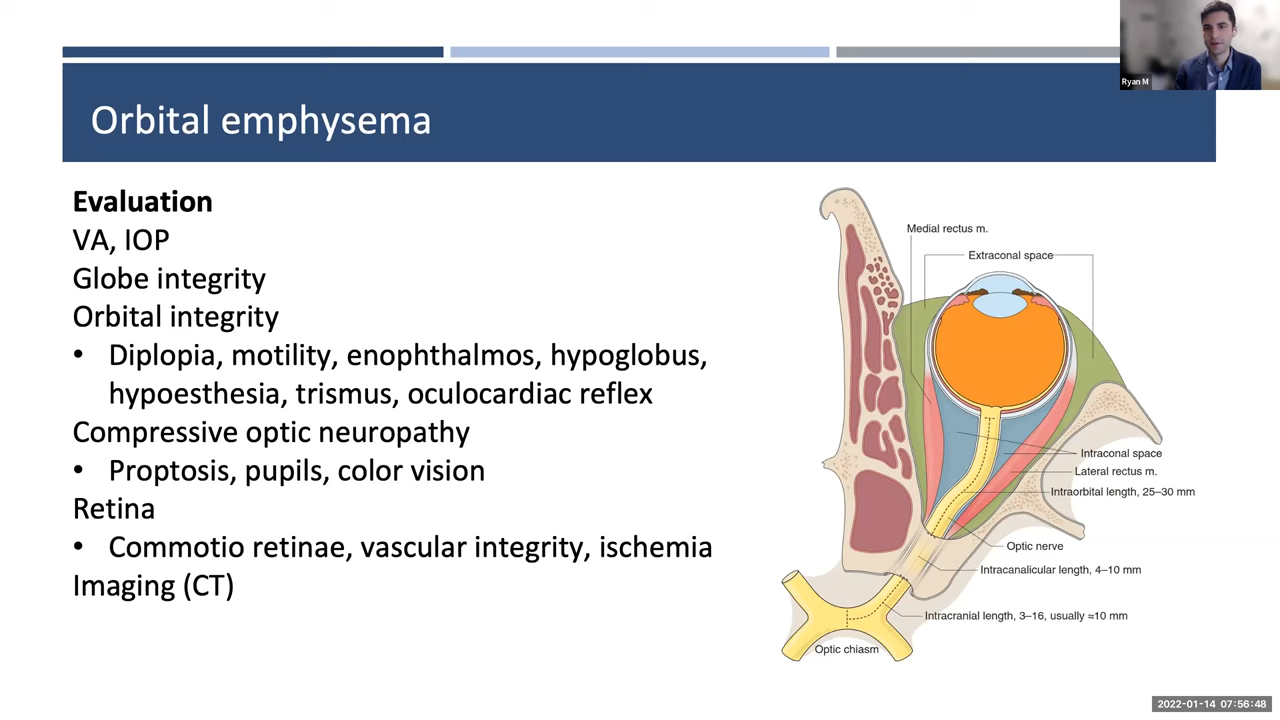 Ryan M
Orbital emphysema
Evaluation
VA, IOP
Globe integrity
Orbital integrity
• Diplopia, motility, enophthalmos, hypoglobus,
hypoesthesia, trismus, oculocardiac reflex
Compressive optic neuropathy
• Proptosis, pupils, color vision
Retina
• Commotio retinae, vascular integrity, ischemia
Imaging (CT)
Medial rectus m.
Extraconal space
Intraconal space
Lateral rectus m.
Intraorbital length, 25–30 mm
Optic nerve
Intracanalicular length, 4–10 mm
Intracranial length, 3–16, usually ≈10 mm
Optic chiasm
2022-01-14 07:56:48